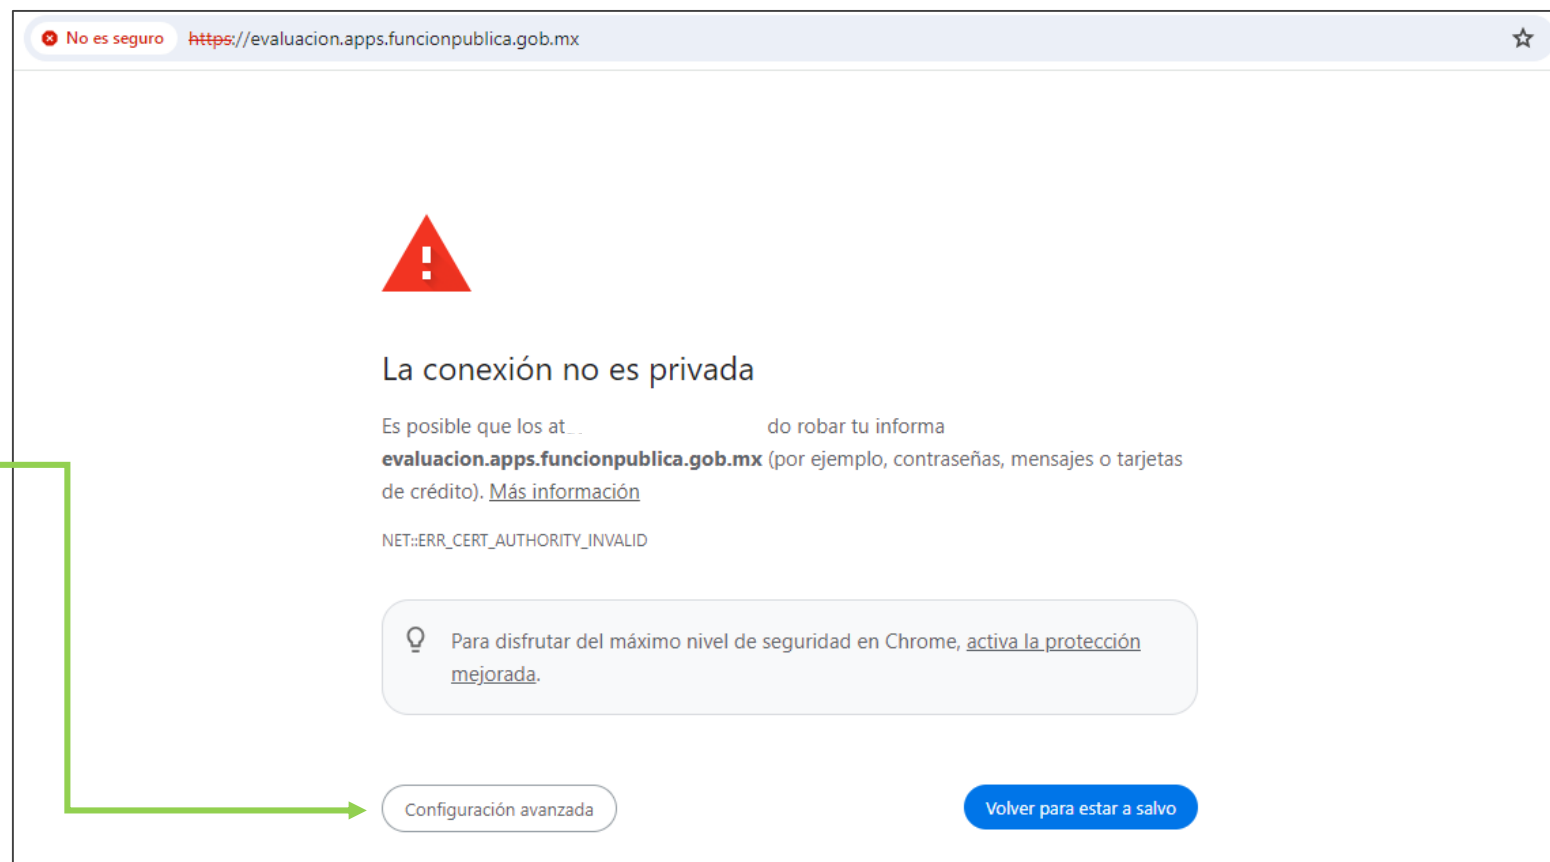 No es seguro https://evaluacion.apps.funcionpublica.gob.mx
La conexión no es privada
Es posible que los at do robar tu informa
evaluacion.apps.funcionpublica.gob.mx (por ejemplo, contraseñas, mensajes o tarjetas
de crédito). Más información
NET::ERR_CERT_AUTHORITY_INVALID
Para disfrutar del máximo nivel de seguridad en Chrome, activa la protección
mejorada.
Configuración avanzada
Volver para estar a salvo